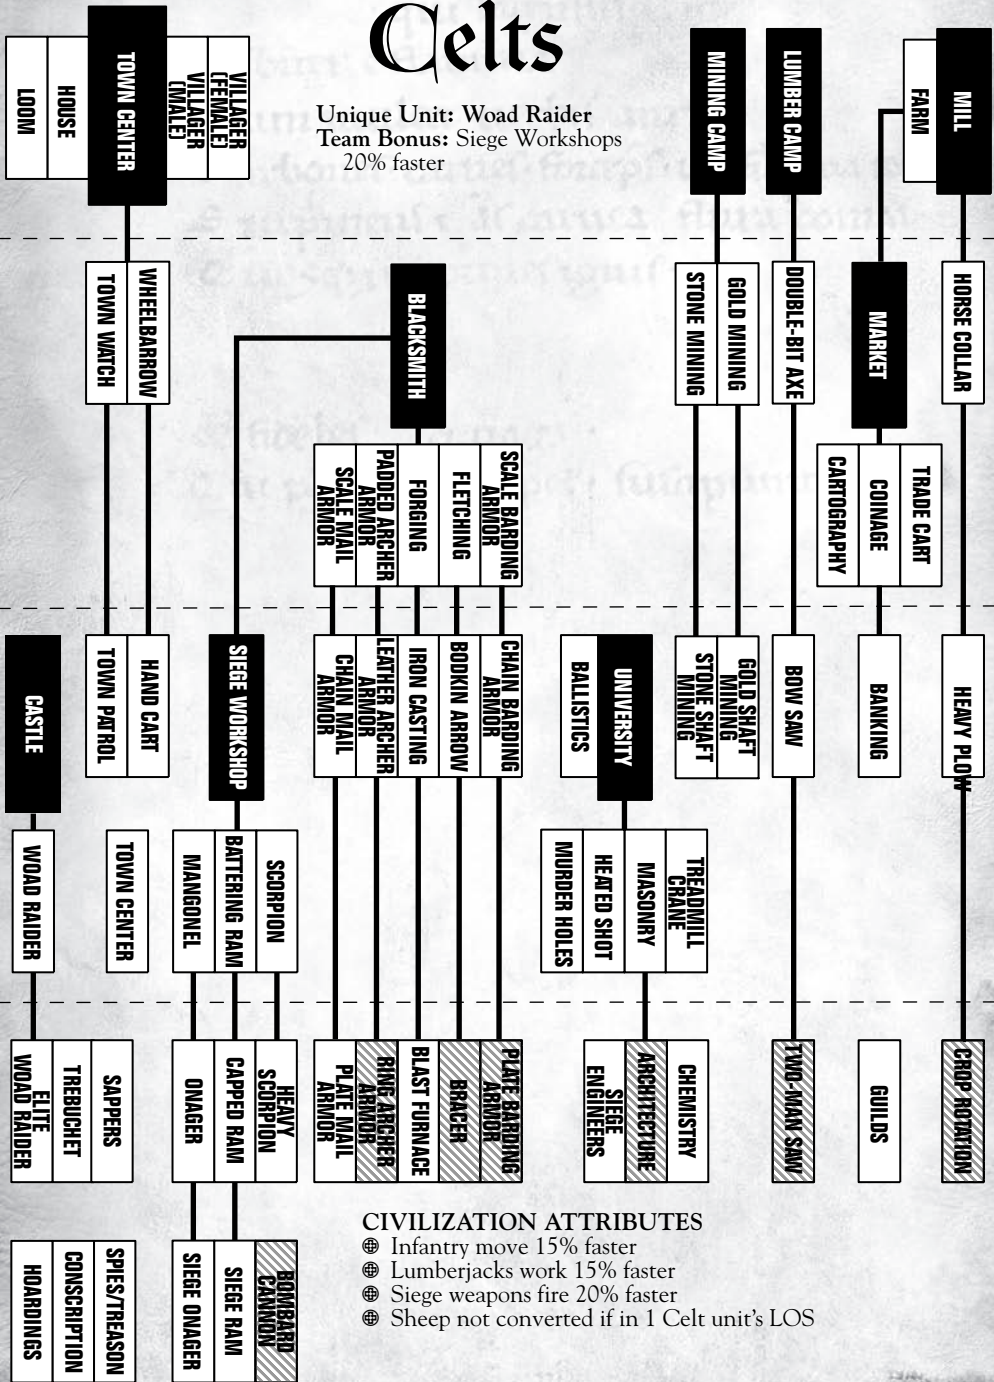 Celts
Unique Unit: Woad Raider
Team Bonus: Siege Workshops
20% faster
TOWN CENTER
VILLAGER
(FEMALE)
VILLAGER
(MALE)
HOUSE
LOOM
MINING CAMP
LUMBER CAMP
MILL
FARM
WHEELBARROW
TOWN WATCH
BLACKSMITH
GOLD MINING
STONE MINING
DOUBLE-BIT AXE
MARKET
HORSE COLLAR
SCALE BARDING
ARMOR
FLETCHING
FORGING
PADDED ARCHER
ARMOR
SCALE MAIL
ARMOR
TRADE CART
COINAGE
CARTOGRAPHY
CASTLE
HAND CART
TOWN PATROL
SIEGE WORKSHOP
CHAIN BARDING
ARMOR
BODKIN ARROW
IRON CASTING
LEATHER ARCHER
ARMOR
CHAIN MAIL
ARMOR
UNIVERSITY
BALLISTICS
GOLD SHAFT
MINING
STONE SHAFT
MINING
BOW SAW
BANKING
HEAVY PLOW
WOAD RAIDER
TOWN CENTER
SCORPION
BATTERING RAM
MANGONEL
TREADMILL
CRANE
MASONRY
HEATED SHOT
MURDER HOLES
SAPPERS
TREBUCHET
ELITE
WOAD RAIDER
HEAVY
SCORPION
CAPPED RAM
ONAGER
PLATE BARDING
ARMOR
BRACER
BLAST FURNACE
RING ARCHER
ARMOR
PLATE MAIL
ARMOR
CHEMISTRY
ARCHITECTURE
SIEGE
ENGINEERS
TWO-MAN SAW
GUILDS
CROP ROTATION
SPIES/TREASON
CONSCRIPTION
HOARDINGS
BOMBARD
CANNON
SIEGE RAM
SIEGE ONAGER
CIVILIZATION ATTRIBUTES
Infantry move 15% faster
Lumberjacks work 15% faster
Siege weapons fire 20% faster
Sheep not converted if in 1 Celt unit's LOS